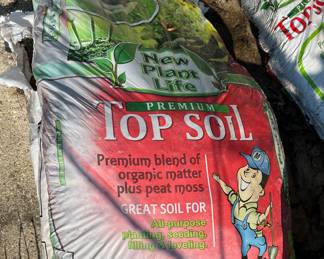 New
Plant
Life
PREMIUM
TOP SOIL
Premium blend of
organic matter
plus peat moss
GREAT SOIL FOR
All-purpose
planting, seeding,
filling & leveling.
TOP